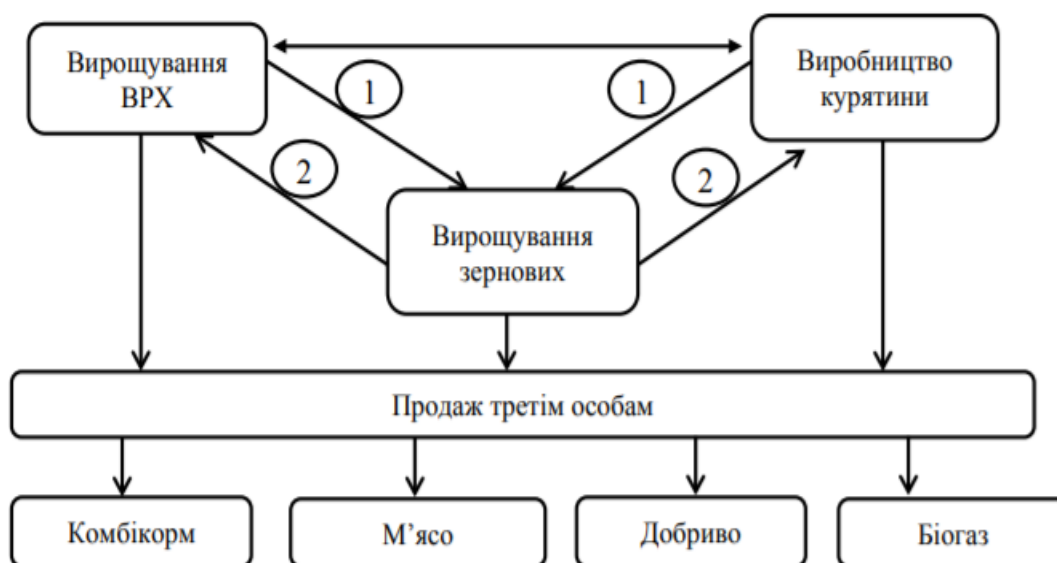 Вирощування
ВРХ
1
1
Виробництво
курятини
2
2
Вирощування
зернових
Продаж третім особам
Комбікорм
М’ясо
Добриво
Біогаз